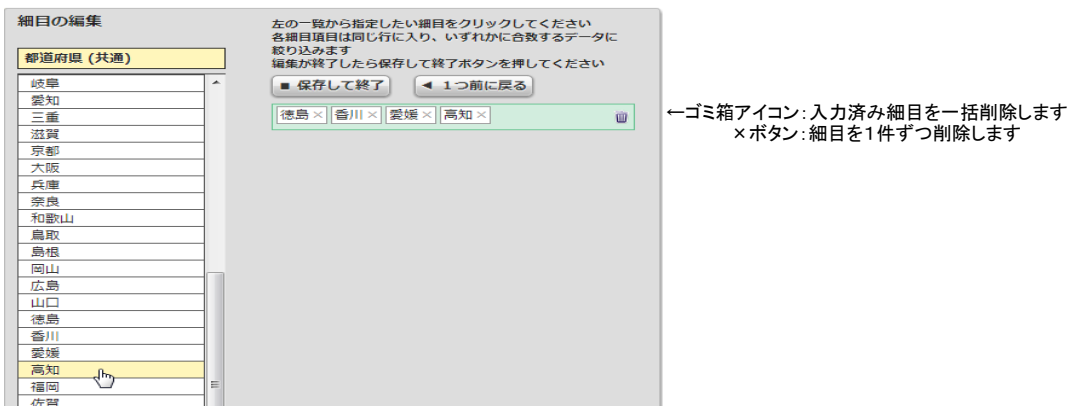 細目の編集
都道府県 (共通)
岐阜
愛知
三重
滋賀
京都
大阪
兵庫
奈良
和歌山
鳥取
島根
岡山
広島
山口
徳島
香川
愛媛
高知
福岡
佐賀
左の一覧から指定したい細目をクリックしてください
各細目項目は同じ行に入り、いずれかに合致するデータに
絞り込みます
編集が終了したら保存して終了ボタンを押してください
■ 保存して終了 ◄ 1つ前に戻る
徳島× 香川× 愛媛× 高知×
←ゴミ箱アイコン：入力済み細目を一括削除します
×ボタン：細目を1件ずつ削除します